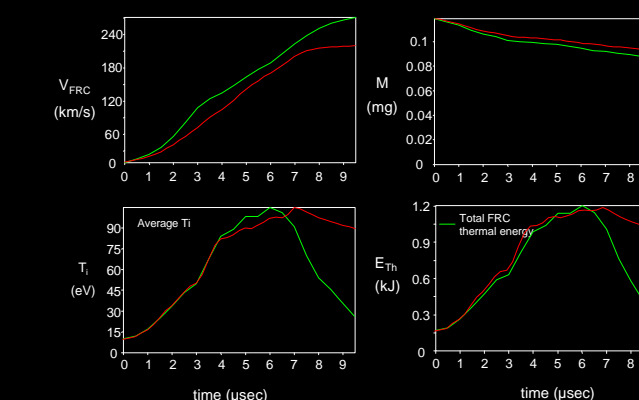 240
180
120
60
0
V_FRC
(km/s)
0 1 2 3 4 5 6 7 8 9
0.1
0.08
0.06
0.04
0.02
0
M
(mg)
0 1 2 3 4 5 6 7 8
Average Ti
90
75
60
45
30
15
0
T_i
(eV)
0 1 2 3 4 5 6 7 8 9
time (µsec)
Total FRC
thermal energy
1.2
0.9
0.6
0.3
0
E_Th
(kJ)
0 1 2 3 4 5 6 7 8
time (µsec)